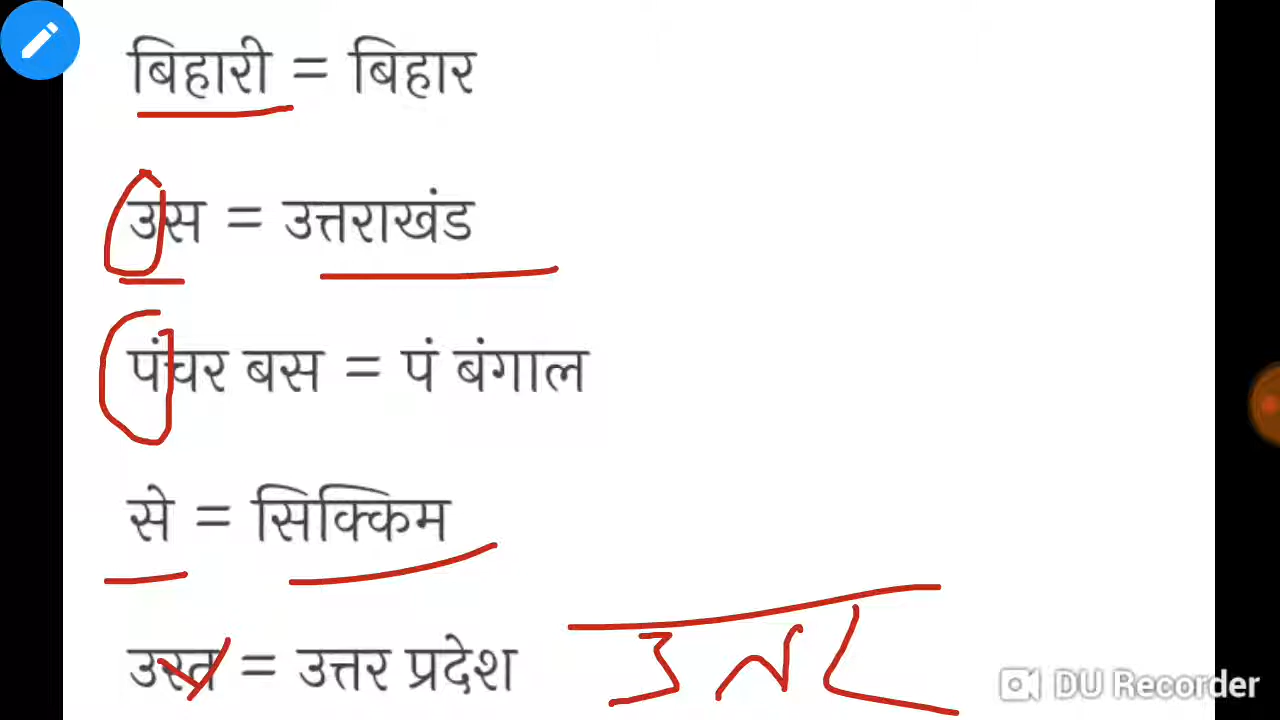 बिहारी = बिहार
उस = उत्तराखंड
पंचर बस = पं बंगाल
से = सिक्किम
उस्त = उत्तर प्रदेश
DU Recorder